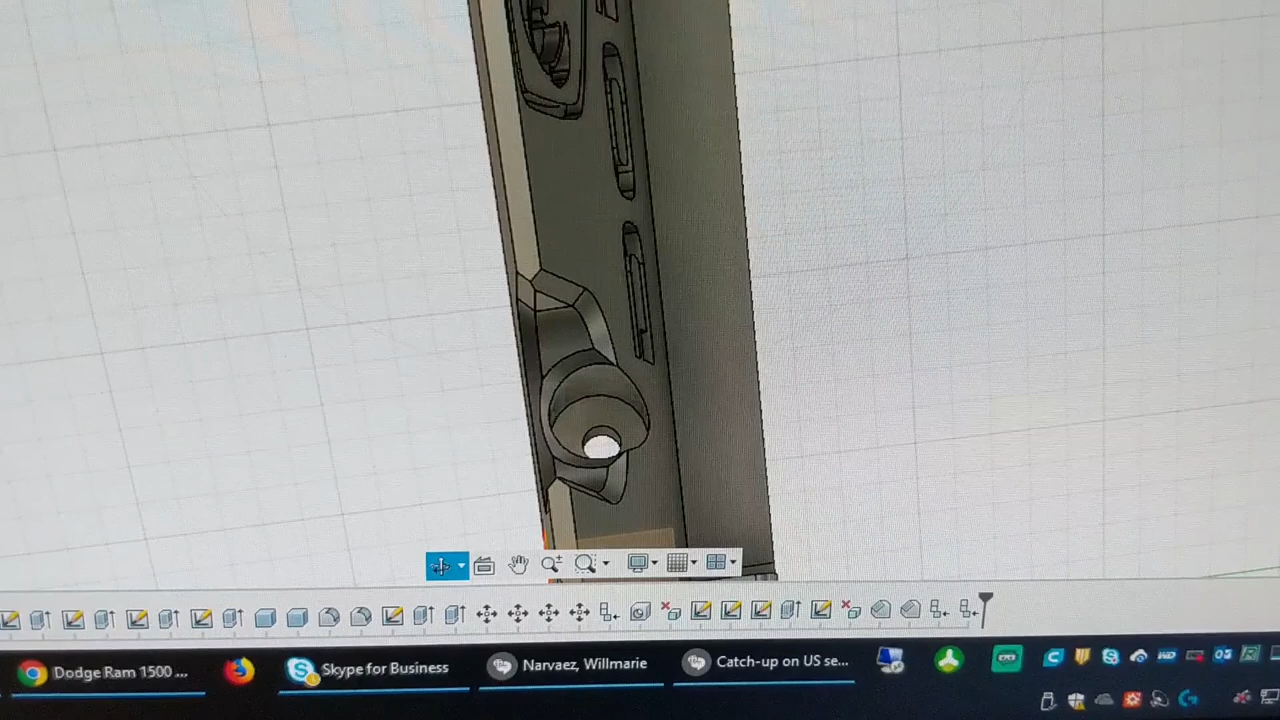 Dodge Ram 1500 ...
Skype for Business
Narvaez, Willmarie
Catch-up on US se...